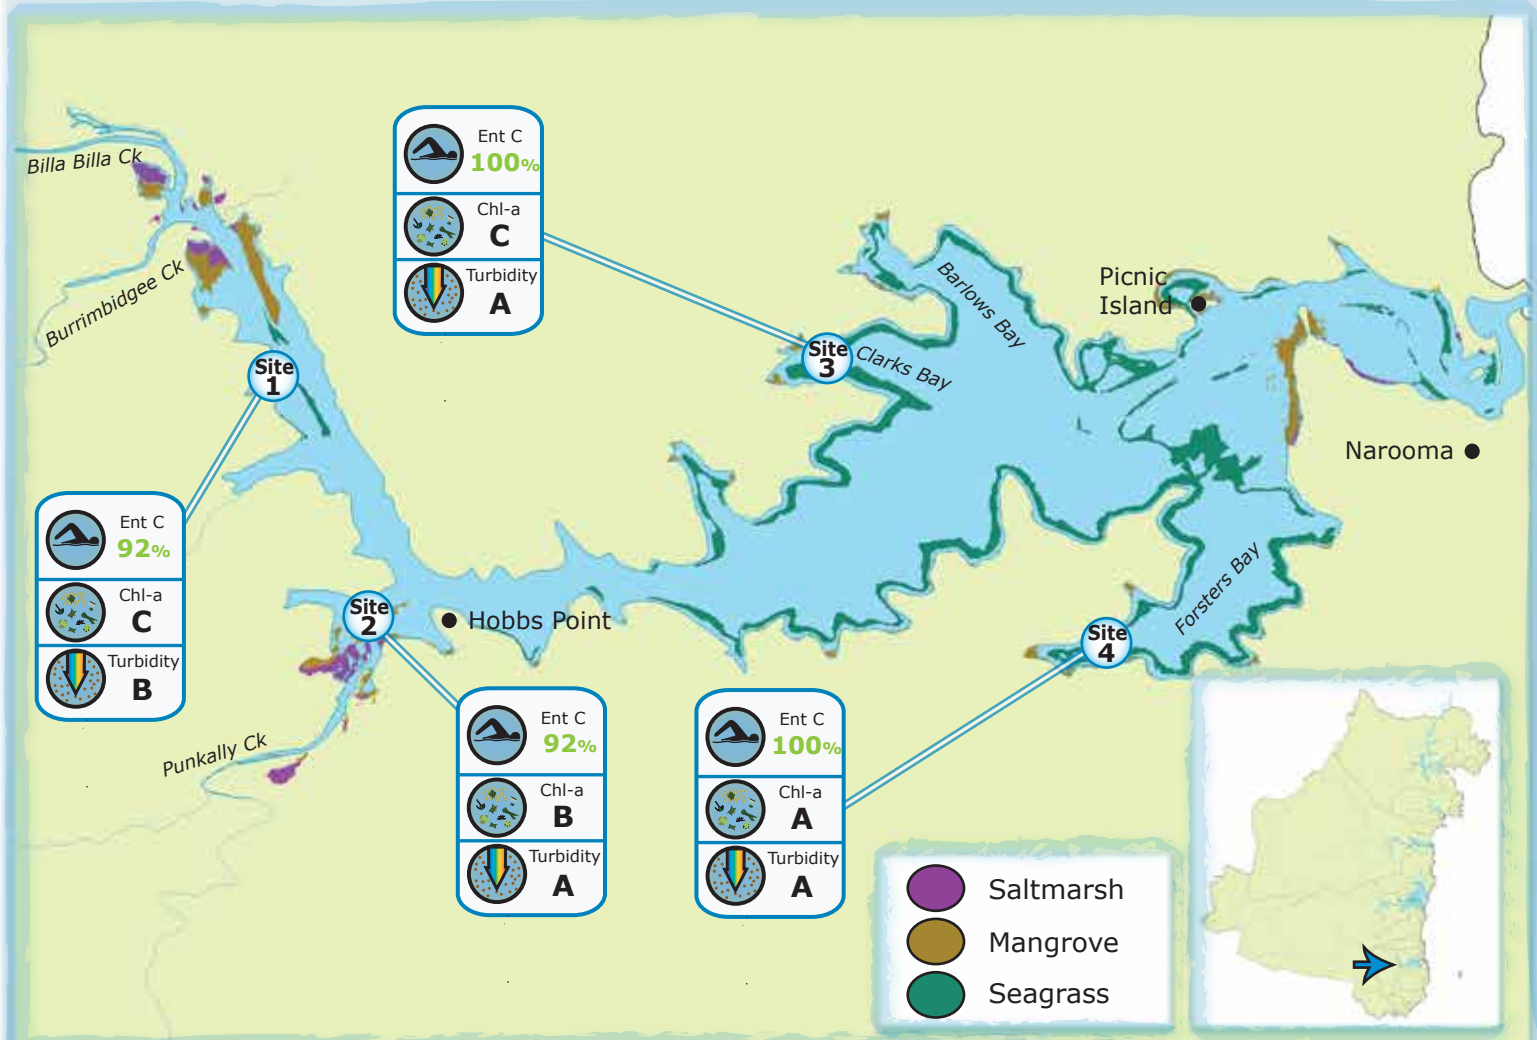 Billa Billa Ck
Burrimbidgee Ck
Ent C
100%
Chl-a
C
Turbidity
A
Barlows Bay
Picnic
Island
Site
3
Clarks Bay
Site
1
Narooma
Ent C
92%
Chl-a
C
Turbidity
B
Site
2
Hobbs Point
Forsters Bay
Site
4
Punkally Ck
Ent C
92%
Chl-a
B
Turbidity
A
Ent C
100%
Chl-a
A
Turbidity
A
Saltmarsh
Mangrove
Seagrass